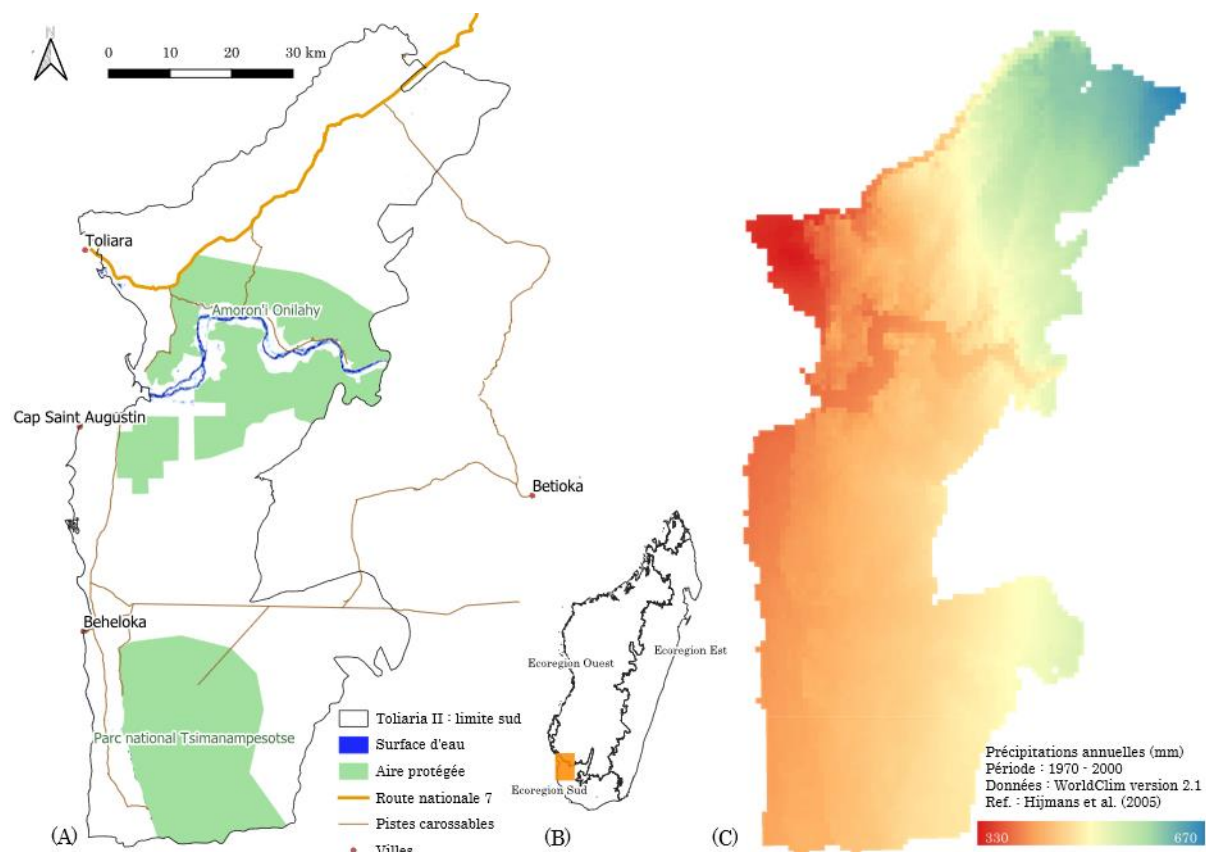 N
0 10 20 30 km
Toliara
Amoron'i Onilahy
Cap Saint Augustin
Betioka
Beheloka
Parc national Tsimanampesotse
Toliaria II : limite sud
Surface d'eau
Aire protégée
Route nationale 7
Pistes carossables
Villes
(A)
Ecoregion Ouest
Ecoregion Est
Ecoregion Sud
(B)
(C)
Précipitations annuelles (mm)
Période : 1970 - 2000
Données : WorldClim version 2.1
Ref. : Hijmans et al. (2005)
330 670